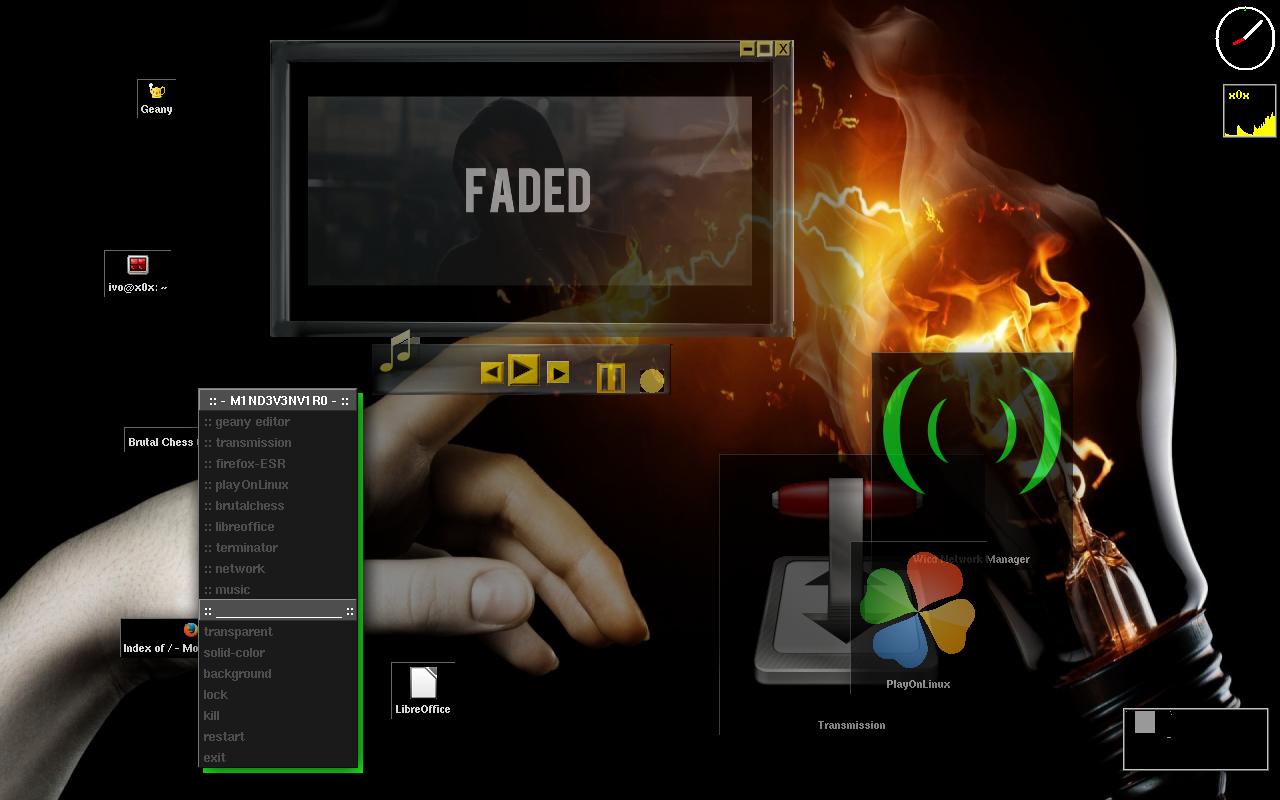 X
x0x
Geany
FADED
ivo@x0x: ~
:: - M1ND3V3NV1R0 - ::
:: geany editor
:: transmission
Brutal Chess
:: firefox-ESR
:: playOnLinux
:: brutalchess
:: libreoffice
:: terminator
:: network
Wicd Network Manager
:: music
:: ::
transparent
Index of / - Mo
solid-color
background
PlayOnLinux
lock
LibreOffice
kill
Transmission
restart
exit